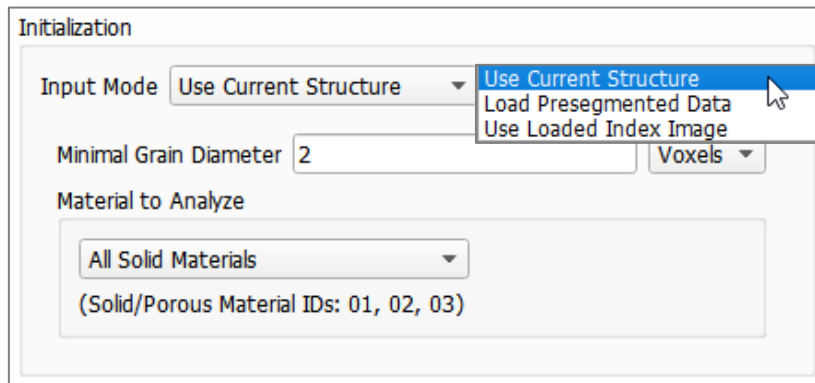 Initialization
Input Mode Use Current Structure Use Current Structure
Load Presegmented Data
Use Loaded Index Image
Minimal Grain Diameter 2 Voxels
Material to Analyze
All Solid Materials
(Solid/Porous Material IDs: 01, 02, 03)